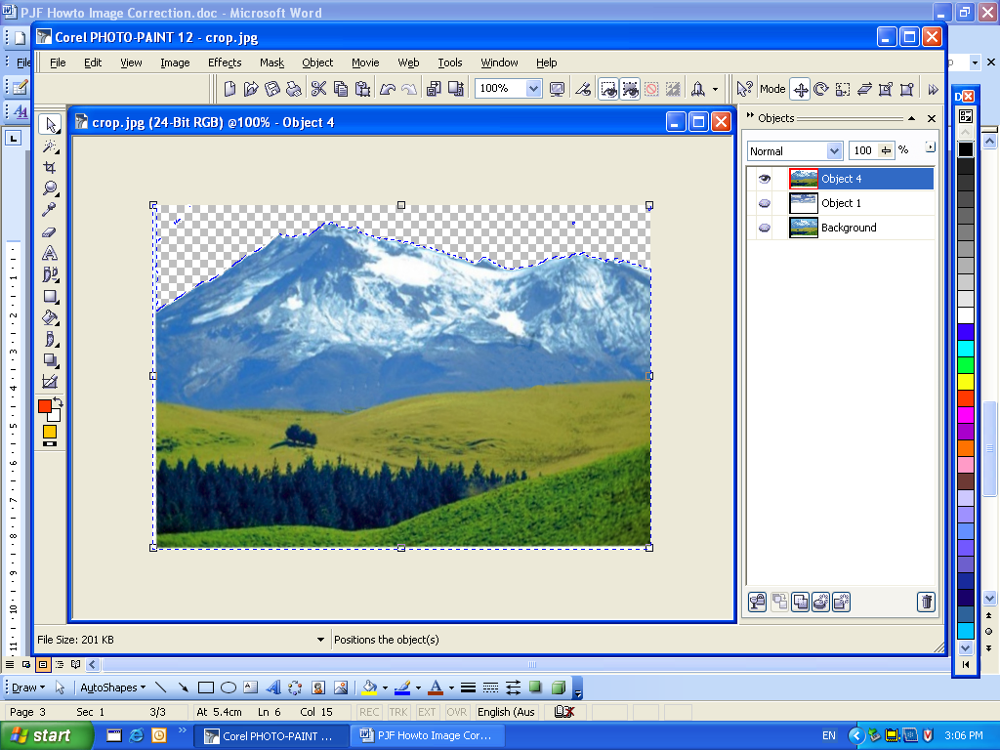 PJF Howto Image Correction.doc - Microsoft Word
Corel PHOTO-PAINT 12 - crop.jpg
File
File Edit View Image Effects Mask Object Movie Web Tools Window Help
100% Mode
crop.jpg (24-Bit RGB) @100% - Object 4
Objects
Normal 100 %
Object 4
Object 1
Background
File Size: 201 KB Positions the object(s)
Draw AutoShapes
Page 3 Sec 1 3/3 At 5.4cm Ln 6 Col 15 REC TRK EXT OVR English (Aus
start Corel PHOTO-PAINT ... PJF Howto Image Cor... EN 3:06 PM